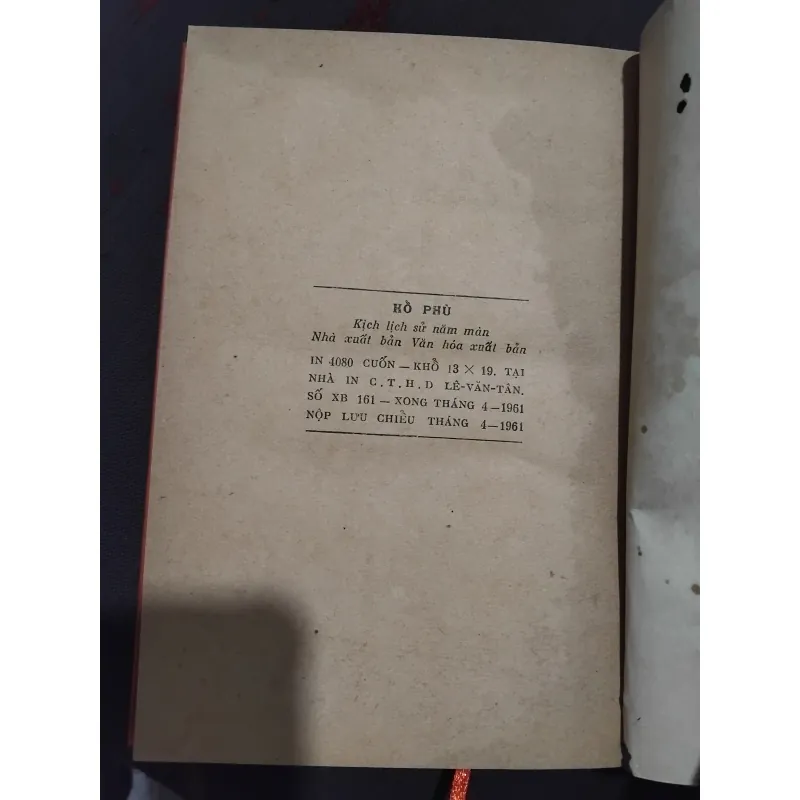 HỔ PHÙ
Kịch lịch sử năm màn
Nhà xuất bản Văn hóa xuất bản
IN 4080 CUỐN — KHỔ 13 × 19. TẠI
NHÀ IN C.T.H.D LÊ-VĂN-TÂN.
SỐ XB 161 — XONG THÁNG 4—1961
NỘP LƯU CHIỂU THÁNG 4—1961